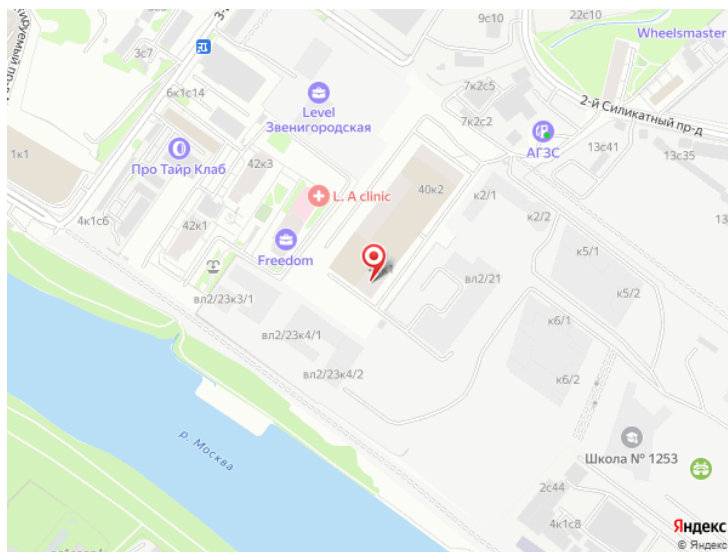 9с10
22с10
Wheelsmaster
3с7
6к1с14
Level
Звенигородская
7к2с5
2-й Силикатный пр-д
7к2с2
АГЗС
13с41
13с35
1к1
Про Тайр Клаб
42к3
L. A clinic
40к2
к2/1
4к1с6
42к1
Freedom
к2/2
к5/1
вл2/21
к5/2
вл2/23к3/1
вл2/23к4/1
к6/1
вл2/23к4/2
к6/2
р. Москва
Школа № 1253
2с44
4к1с8
Яндекс
© Яндекс